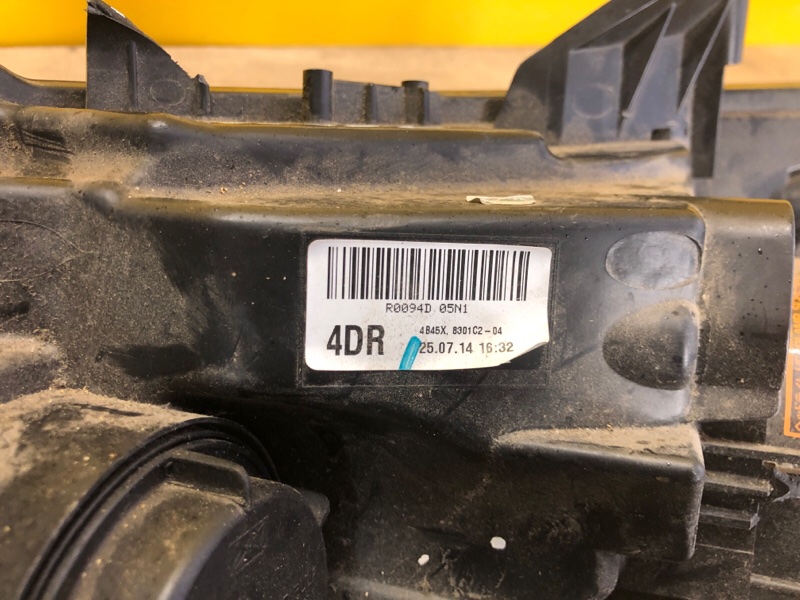 R0094D 05N1
4DR
4B45X, 8301C2-04
25.07.14 16:32